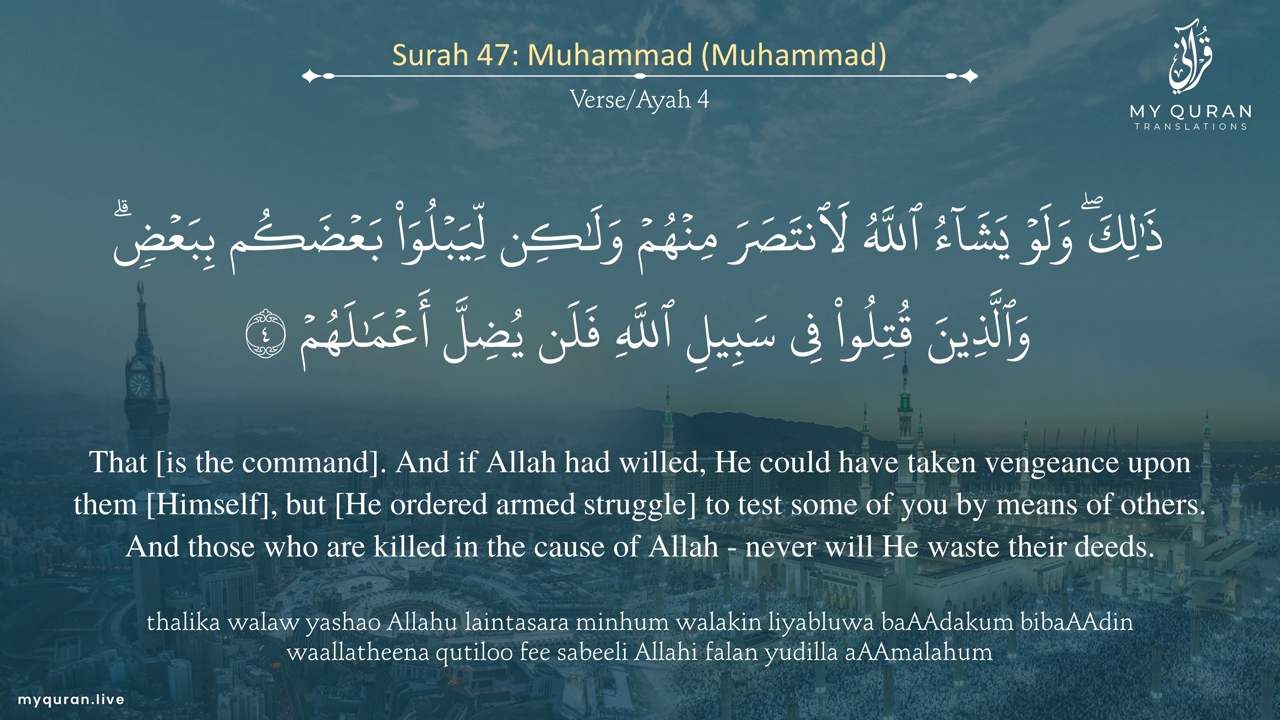 Surah 47: Muhammad (Muhammad)
Verse/Ayah 4
قرآني
MY QURAN
TRANSLATIONS
ذَٰلِكَۖ وَلَوۡ يَشَآءُ ٱللَّهُ لَٱنتَصَرَ مِنۡهُمۡ وَلَٰكِن لِّيَبۡلُوَاْ بَعۡضَكُم بِبَعۡضٖۗ
وَٱلَّذِينَ قُتِلُواْ فِي سَبِيلِ ٱللَّهِ فَلَن يُضِلَّ أَعۡمَٰلَهُمۡ ٤
That [is the command]. And if Allah had willed, He could have taken vengeance upon
them [Himself], but [He ordered armed struggle] to test some of you by means of others.
And those who are killed in the cause of Allah - never will He waste their deeds.
thalika walaw yashao Allahu laintasara minhum walakin liyabluwa baAAdakum bibaAAdin
waallatheena qutiloo fee sabeeli Allahi falan yudilla aAAmalahum
myquran.live